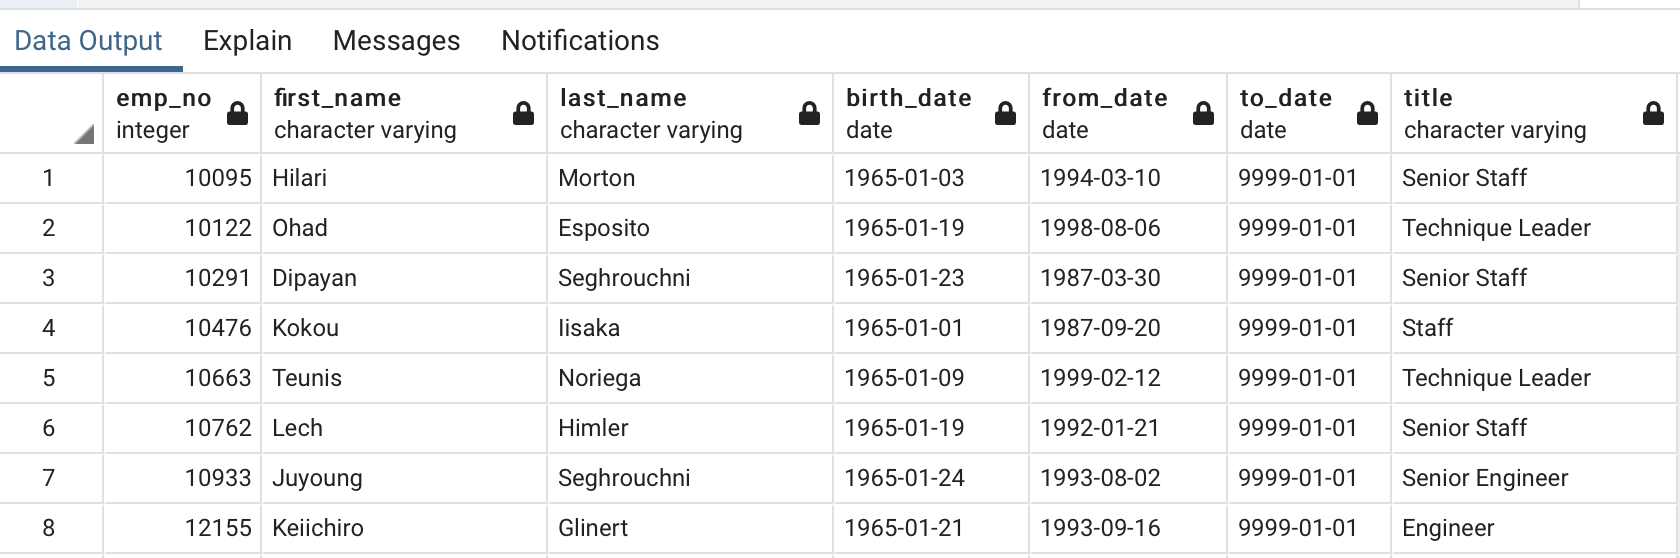 Data Output Explain Messages Notifications
emp_no first_name last_name birth_date from_date to_date title
integer character varying character varying date date date character varying
1 10095 Hilari Morton 1965-01-03 1994-03-10 9999-01-01 Senior Staff
2 10122 Ohad Esposito 1965-01-19 1998-08-06 9999-01-01 Technique Leader
3 10291 Dipayan Seghrouchni 1965-01-23 1987-03-30 9999-01-01 Senior Staff
4 10476 Kokou Iisaka 1965-01-01 1987-09-20 9999-01-01 Staff
5 10663 Teunis Noriega 1965-01-09 1999-02-12 9999-01-01 Technique Leader
6 10762 Lech Himler 1965-01-19 1992-01-21 9999-01-01 Senior Staff
7 10933 Juyoung Seghrouchni 1965-01-24 1993-08-02 9999-01-01 Senior Engineer
8 12155 Keiichiro Glinert 1965-01-21 1993-09-16 9999-01-01 Engineer